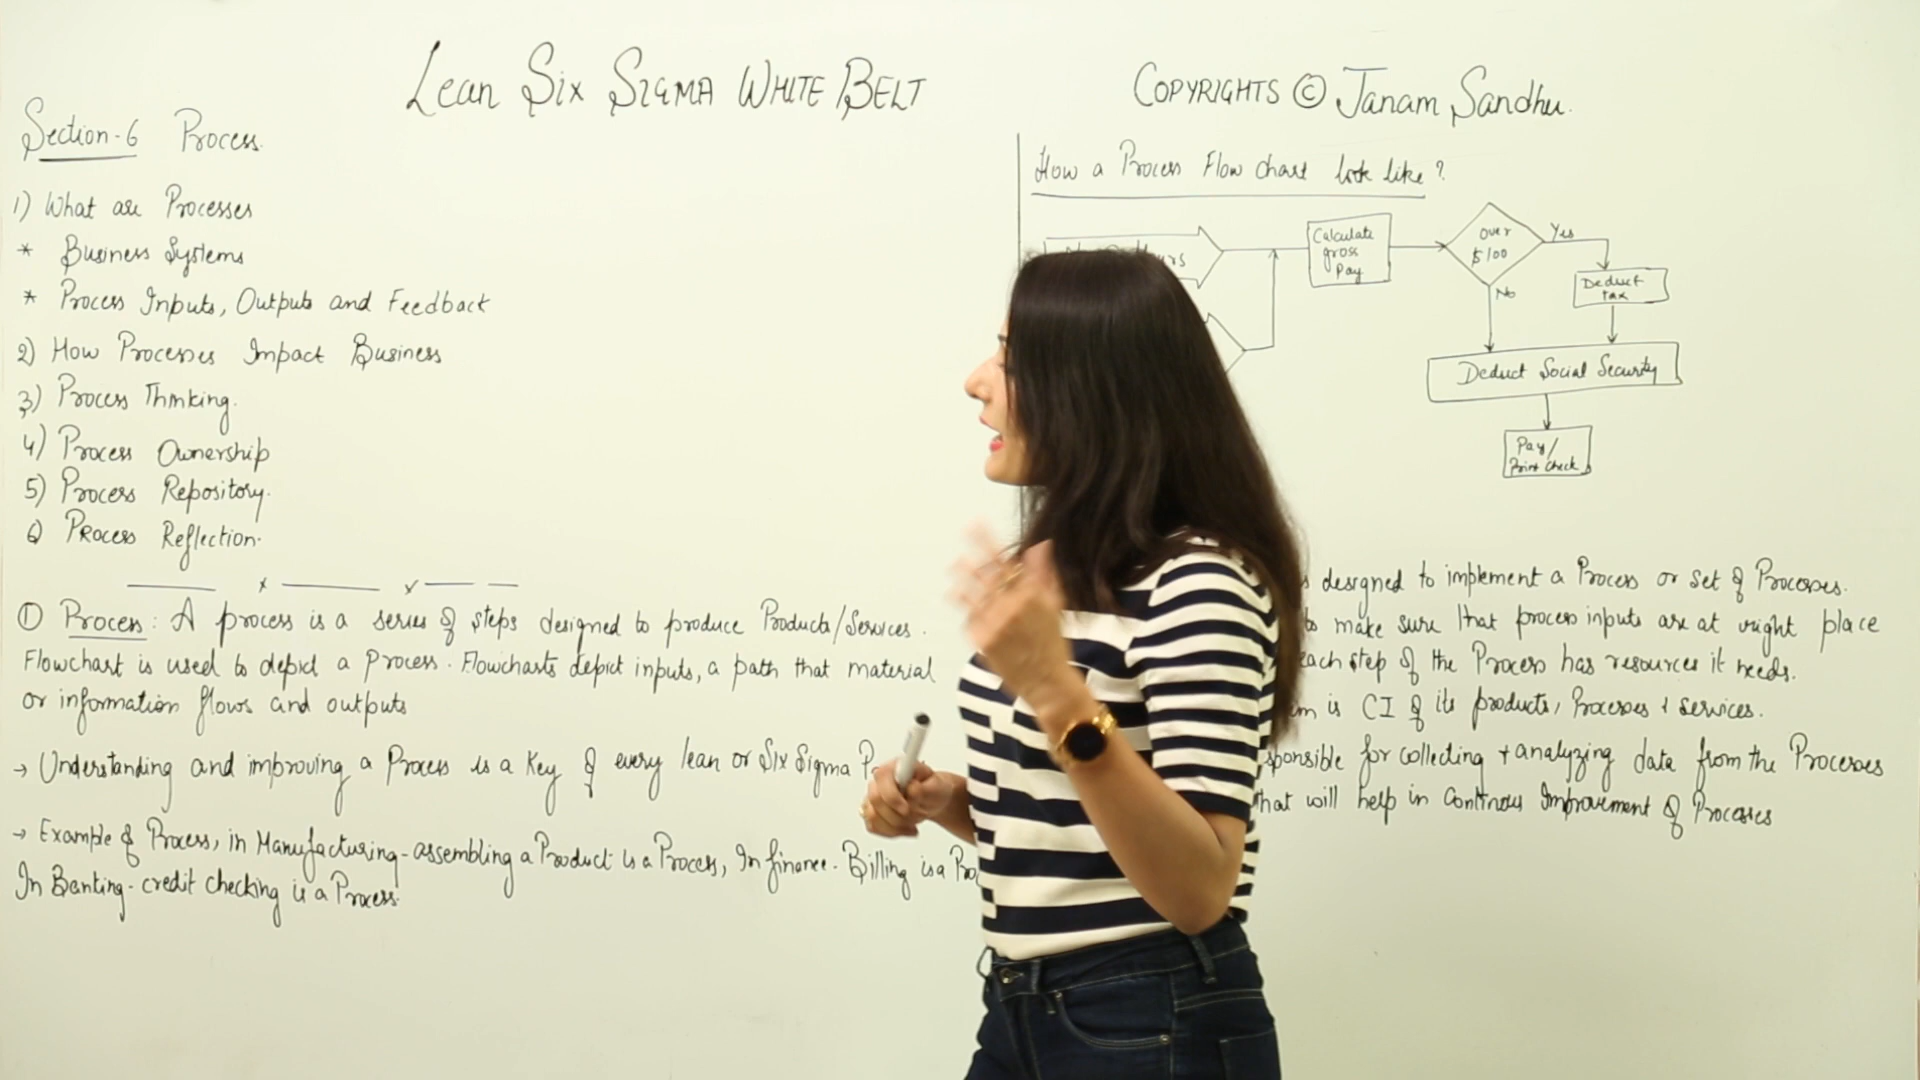 Lean Six SIGMA WHITE BELT
COPYRIGHTS © Janam Sandhu.
Section-6 Process.
1) What are Processes
* Business Systems
* Process Inputs, Outputs and Feedback
2) How Processes Impact Business
3) Process Thinking.
4) Process Ownership
5) Process Repository.
6) Process Reflection.
① Process: A process is a series of steps designed to produce Products/Services.
Flowchart is used to depict a Process. Flowcharts depict inputs, a path that material
or information flows and outputs
→ Understanding and improving a Process is a Key of every lean or Six Sigma
→ Example of Process, in Manufacturing - assembling a Product is a Process, In finance - Billing is a
In Banking - credit checking is a Process.
How a Process Flow chart look like?
Calculate
gross
Pay
Over
$100
Yes
No
Deduct
tax
Deduct Social Security
Pay/
Print check
designed to implement a Process or Set of Processes.
to make sure that process inputs are at right place
each step of the Process has resources it needs.
is CI of its products, Processes & services.
for collecting + analyzing data from the Processes
that will help in Continous Improvement of Processes